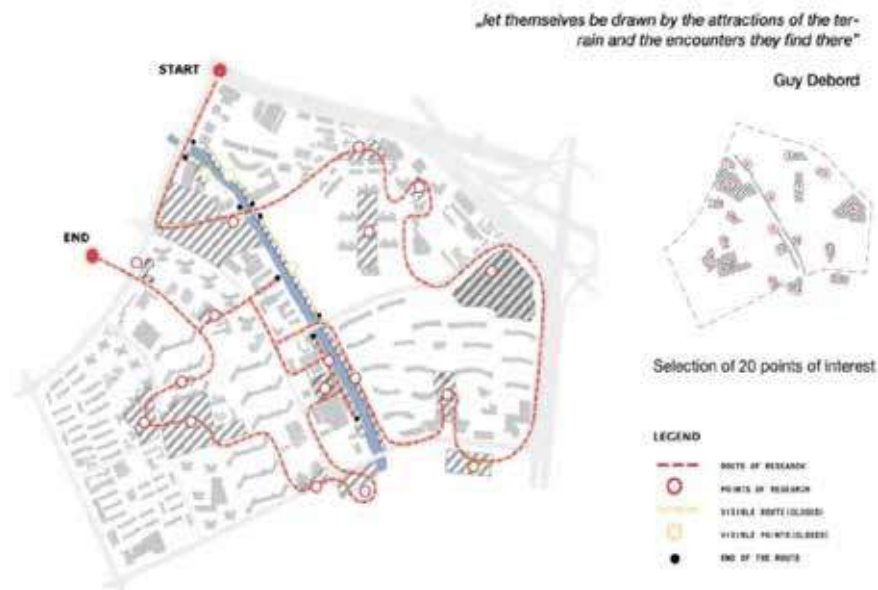 „let themselves be drawn by the attractions of the ter-
rain and the encounters they find there"
Guy Debord
START
END
Selection of 20 points of interest
LEGEND
ROUTE OF RESEARCH
POINTS OF RESEARCH
VISIBLE ROUTE(CLOSED)
VISIBLE POINTS(CLOSED)
END OF THE ROUTE